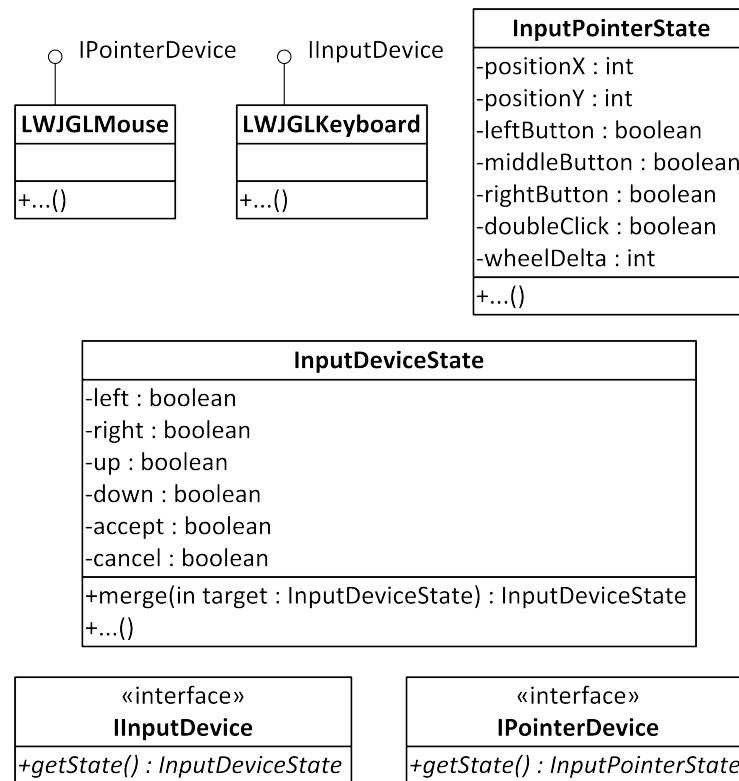 IPointerDevice
IInputDevice
LWJGLMouse
+...()
LWJGLKeyboard
+...()
InputPointerState
-positionX : int
-positionY : int
-leftButton : boolean
-middleButton : boolean
-rightButton : boolean
-doubleClick : boolean
-wheelDelta : int
+...()
InputDeviceState
-left : boolean
-right : boolean
-up : boolean
-down : boolean
-accept : boolean
-cancel : boolean
+merge(in target : InputDeviceState) : InputDeviceState
+...()
«interface»
IInputDevice
+getState() : InputDeviceState
«interface»
IPointerDevice
+getState() : InputPointerState